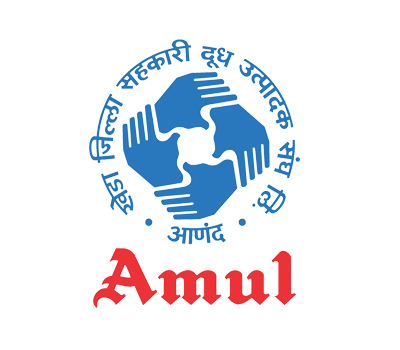 खेडा जिल्ला सहकारी दूध उत्पादक संघ लि.
• आणंद •
Amul